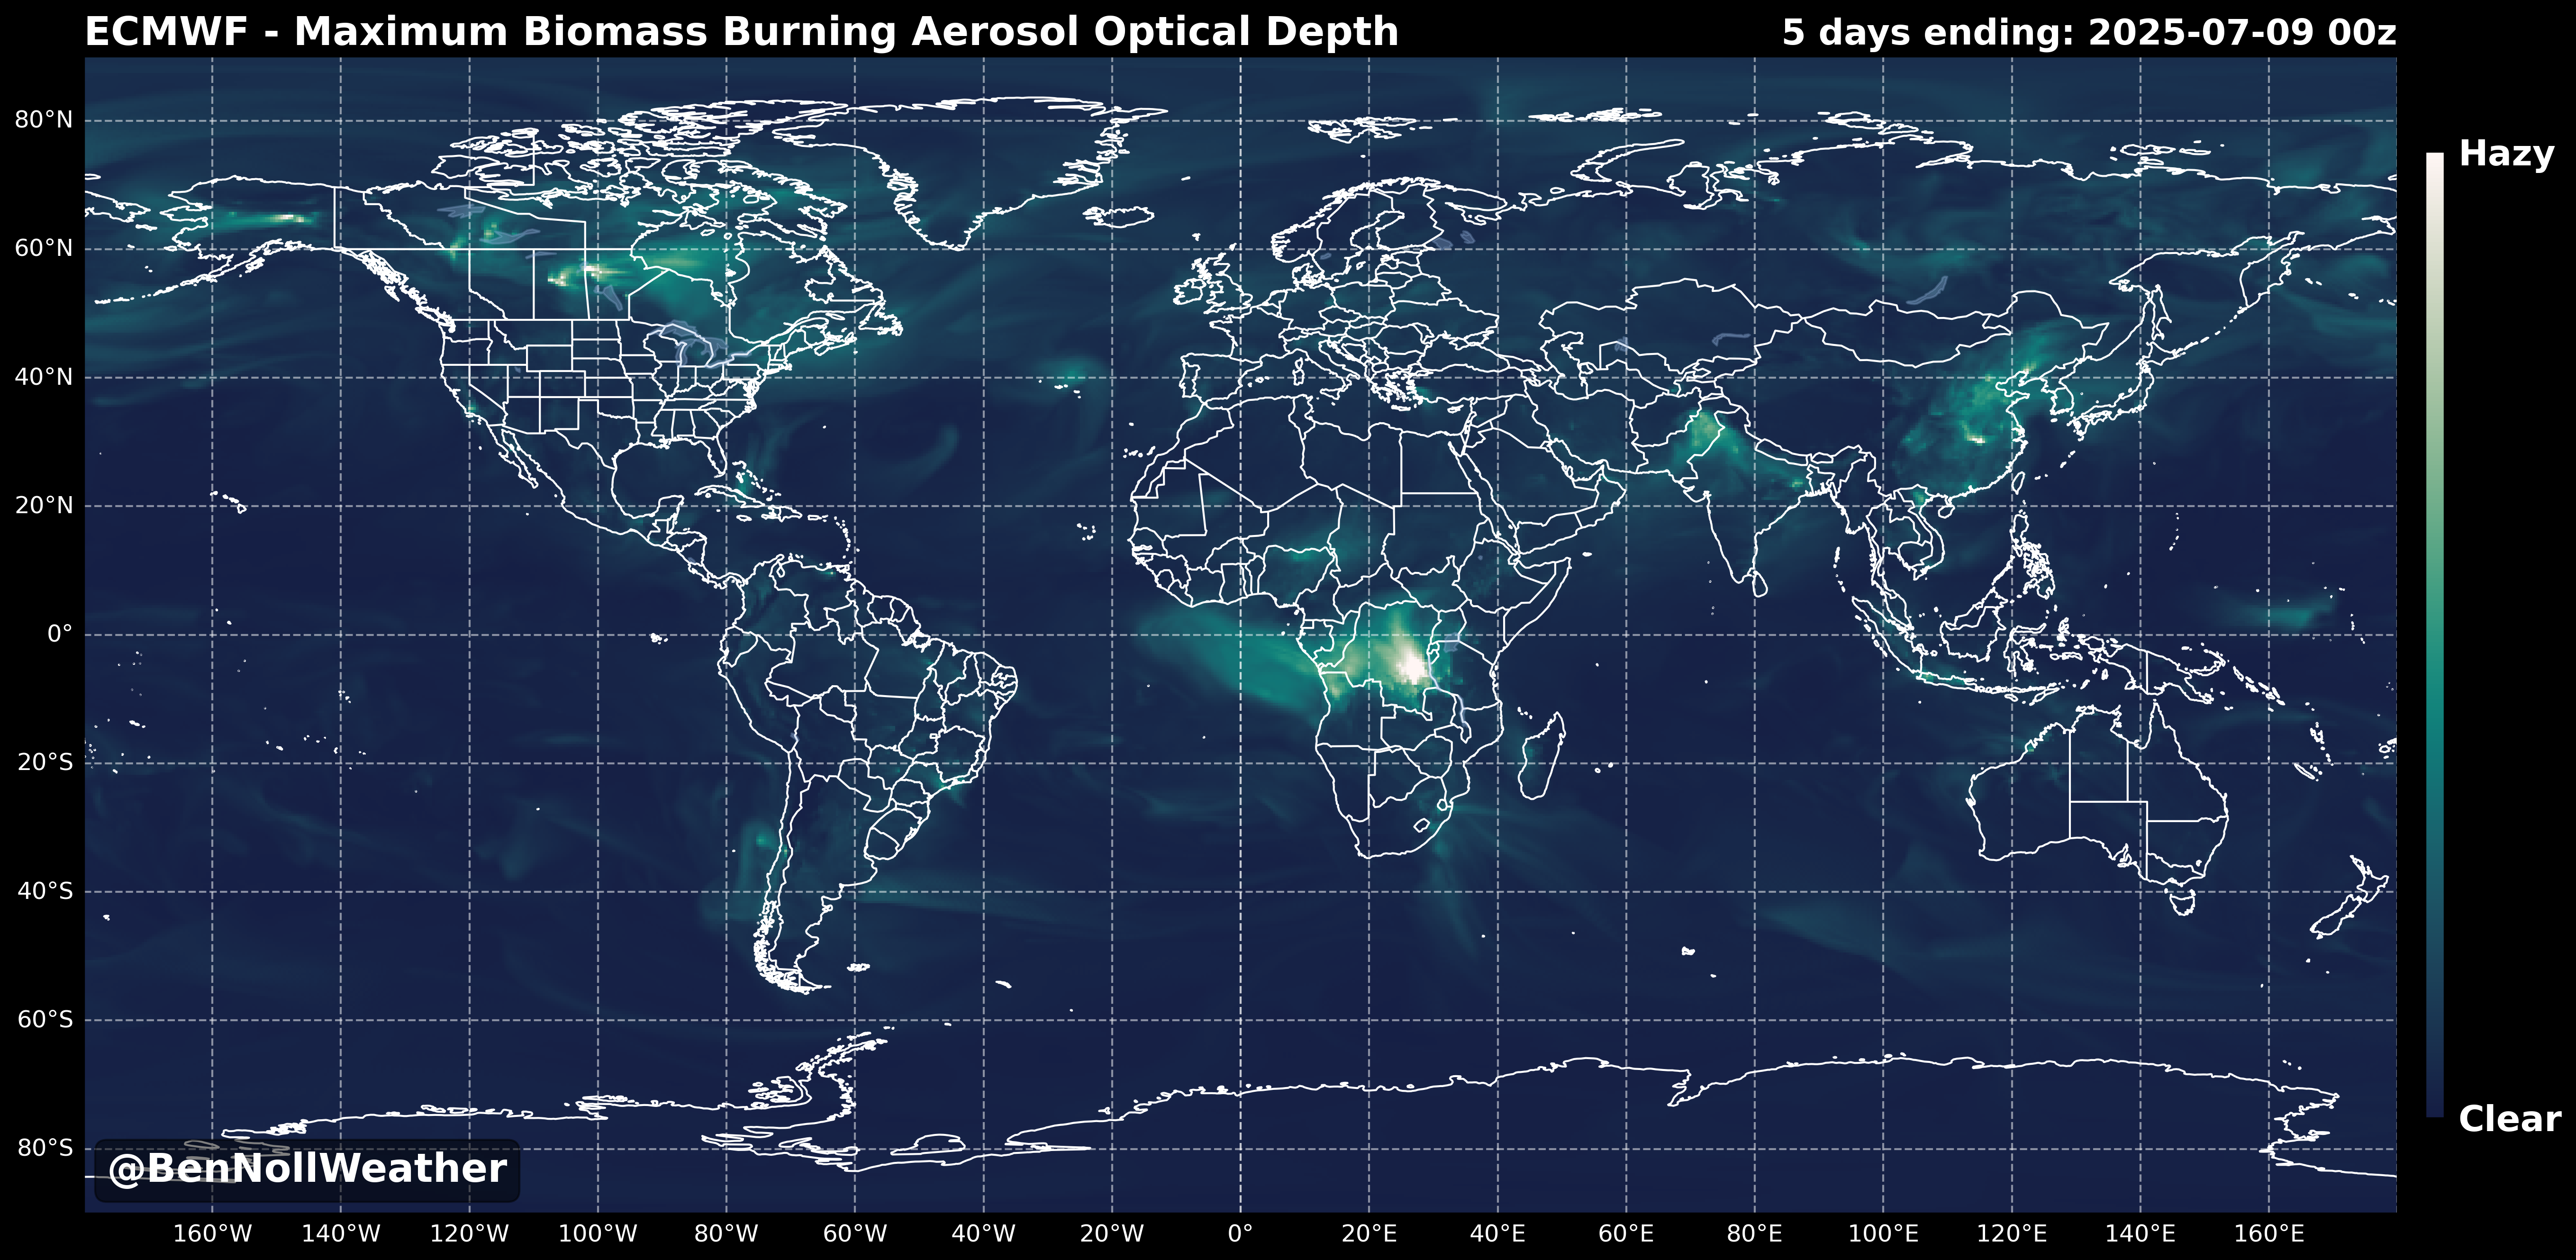 ECMWF - Maximum Biomass Burning Aerosol Optical Depth
5 days ending: 2025-07-09 00z
80°N
60°N
40°N
20°N
0°
20°S
40°S
60°S
80°S
Hazy
Clear
@BenNollWeather
160°W 140°W 120°W 100°W 80°W 60°W 40°W 20°W 0° 20°E 40°E 60°E 80°E 100°E 120°E 140°E 160°E